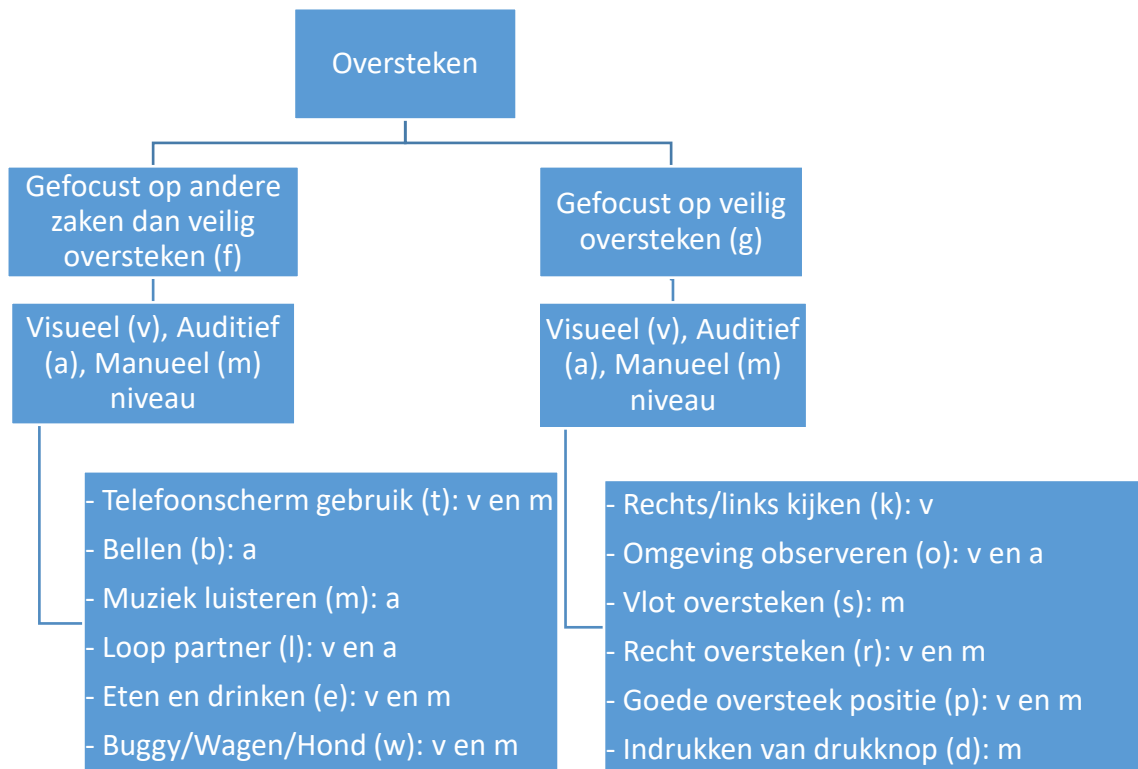 Oversteken
Gefocust op andere
zaken dan veilig
oversteken (f)
Visueel (v), Auditief
(a), Manueel (m)
niveau
- Telefoonscherm gebruik (t): v en m
- Bellen (b): a
- Muziek luisteren (m): a
- Loop partner (l): v en a
- Eten en drinken (e): v en m
- Buggy/Wagen/Hond (w): v en m
Gefocust op veilig
oversteken (g)
Visueel (v), Auditief
(a), Manueel (m)
niveau
- Rechts/links kijken (k): v
- Omgeving observeren (o): v en a
- Vlot oversteken (s): m
- Recht oversteken (r): v en m
- Goede oversteek positie (p): v en m
- Indrukken van drukknop (d): m